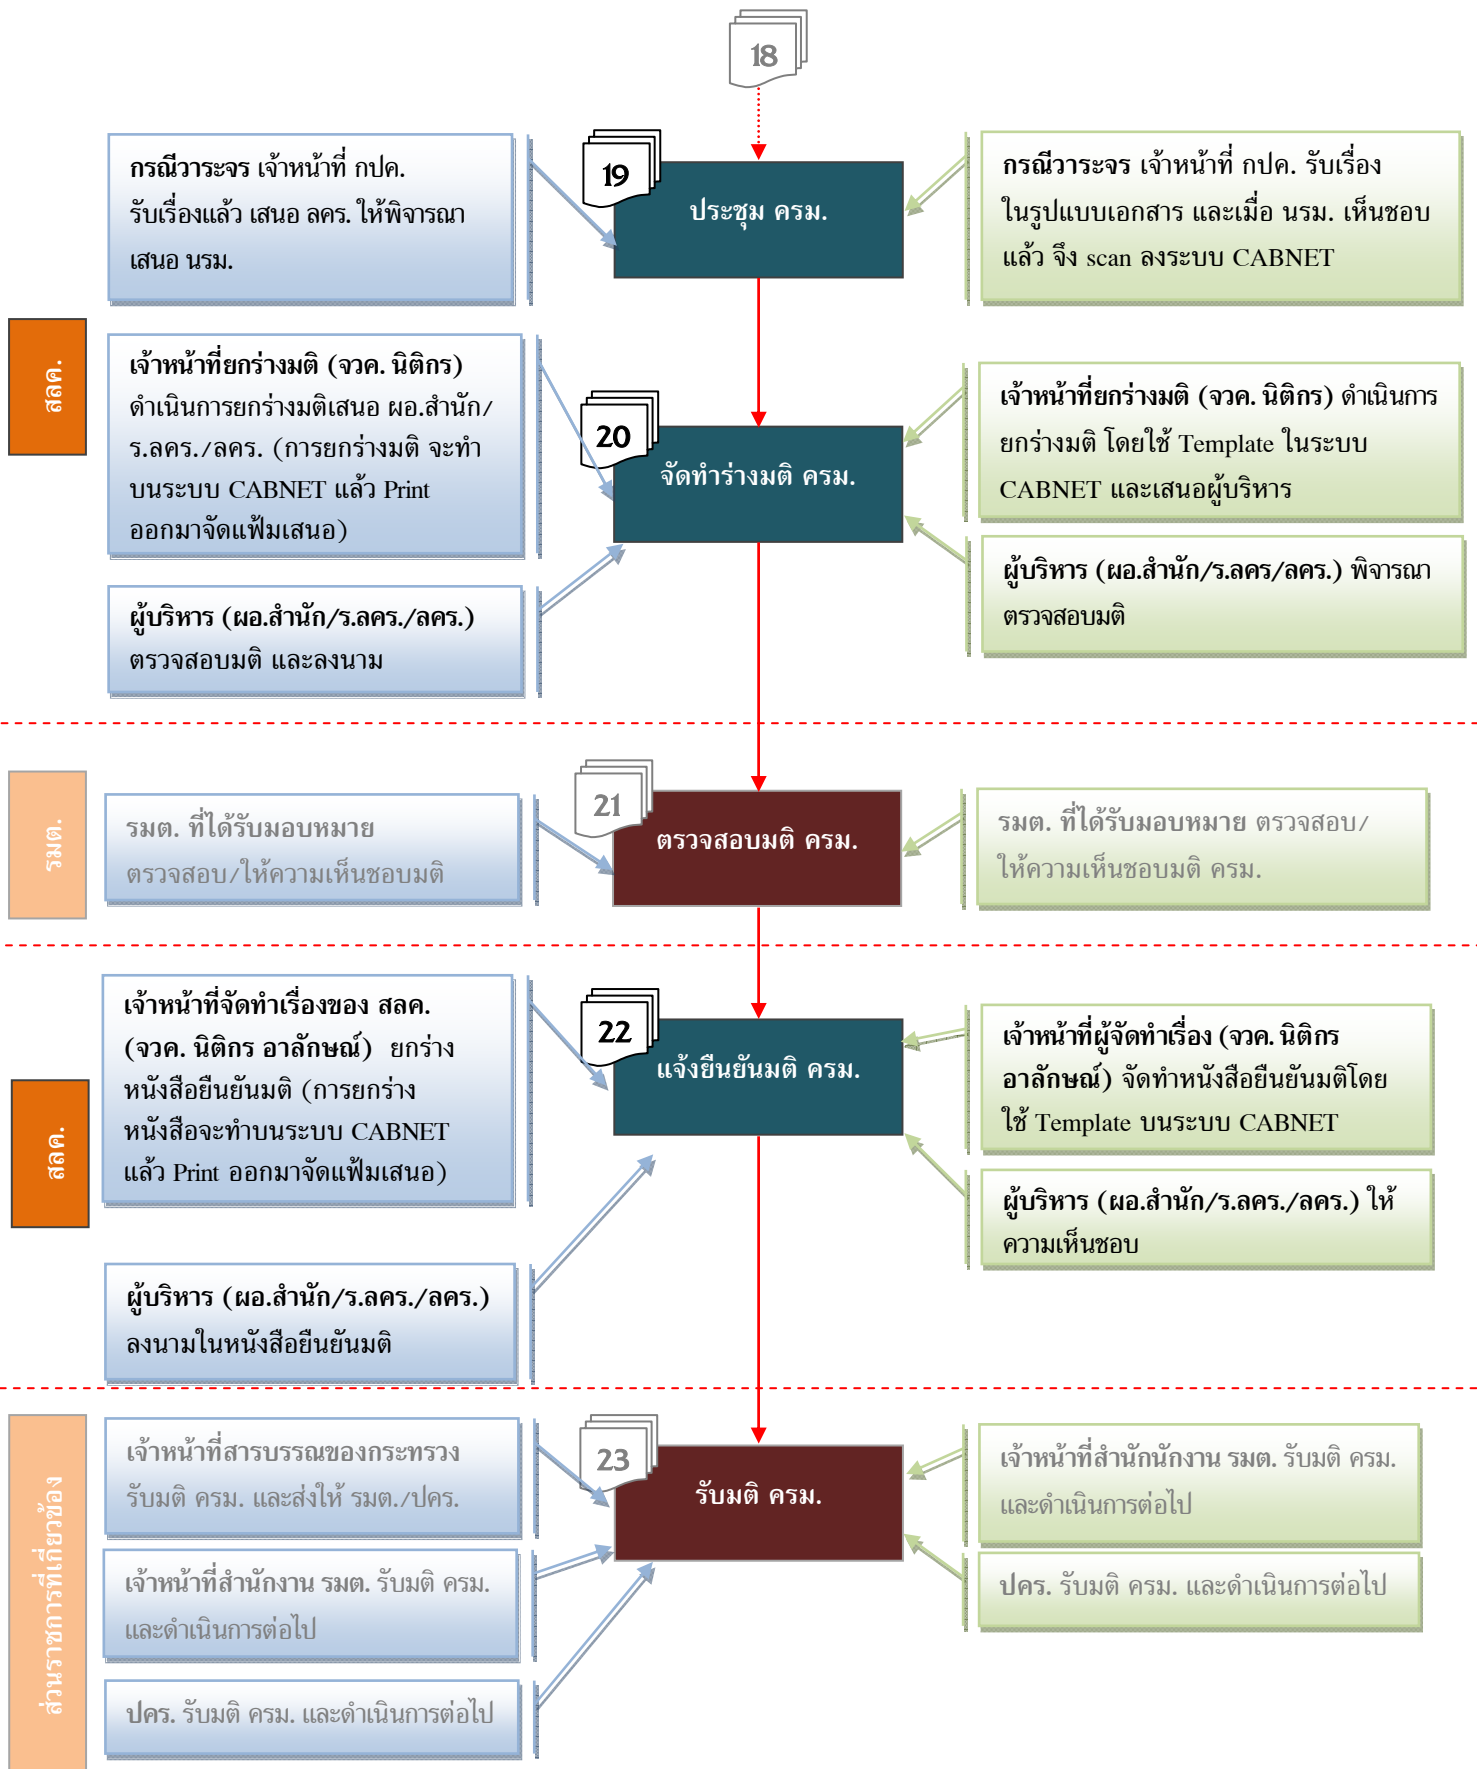 18
กรณีวาระจร เจ้าหน้าที่ กปค.
รับเรื่องแล้ว เสนอ ลคร. ให้พิจารณา
เสนอ นรม.
19
ประชุม ครม.
กรณีวาระจร เจ้าหน้าที่ กปค. รับเรื่อง
ในรูปแบบเอกสาร และเมื่อ นรม. เห็นชอบ
แล้ว จึง scan ลงระบบ CABNET
สลค.
เจ้าหน้าที่ยกร่างมติ (จวค. นิติกร)
ดำเนินการยกร่างมติเสนอ ผอ.สำนัก/
ร.ลคร./ลคร. (การยกร่างมติ จะทำ
บนระบบ CABNET แล้ว Print
ออกมาจัดแฟ้มเสนอ)
ผู้บริหาร (ผอ.สำนัก/ร.ลคร./ลคร.)
ตรวจสอบมติ และลงนาม
20
จัดทำร่างมติ ครม.
เจ้าหน้าที่ยกร่างมติ (จวค. นิติกร) ดำเนินการ
ยกร่างมติ โดยใช้ Template ในระบบ
CABNET และเสนอผู้บริหาร
ผู้บริหาร (ผอ.สำนัก/ร.ลคร/ลคร.) พิจารณา
ตรวจสอบมติ
รมต.
รมต. ที่ได้รับมอบหมาย
ตรวจสอบ/ให้ความเห็นชอบมติ
21
ตรวจสอบมติ ครม.
รมต. ที่ได้รับมอบหมาย ตรวจสอบ/
ให้ความเห็นชอบมติ ครม.
สลค.
เจ้าหน้าที่จัดทำเรื่องของ สลค.
(จวค. นิติกร อาลักษณ์) ยกร่าง
หนังสือยืนยันมติ (การยกร่าง
หนังสือจะทำบนระบบ CABNET
แล้ว Print ออกมาจัดแฟ้มเสนอ)
ผู้บริหาร (ผอ.สำนัก/ร.ลคร./ลคร.)
ลงนามในหนังสือยืนยันมติ
22
แจ้งยืนยันมติ ครม.
เจ้าหน้าที่ผู้จัดทำเรื่อง (จวค. นิติกร
อาลักษณ์) จัดทำหนังสือยืนยันมติโดย
ใช้ Template บนระบบ CABNET
ผู้บริหาร (ผอ.สำนัก/ร.ลคร./ลคร.) ให้
ความเห็นชอบ
ส่วนราชการที่เกี่ยวข้อง
เจ้าหน้าที่สารบรรณของกระทรวง
รับมติ ครม. และส่งให้ รมต./ปคร.
เจ้าหน้าที่สำนักงาน รมต. รับมติ ครม.
และดำเนินการต่อไป
ปคร. รับมติ ครม. และดำเนินการต่อไป
23
รับมติ ครม.
เจ้าหน้าที่สำนักนักงาน รมต. รับมติ ครม.
และดำเนินการต่อไป
ปคร. รับมติ ครม. และดำเนินการต่อไป